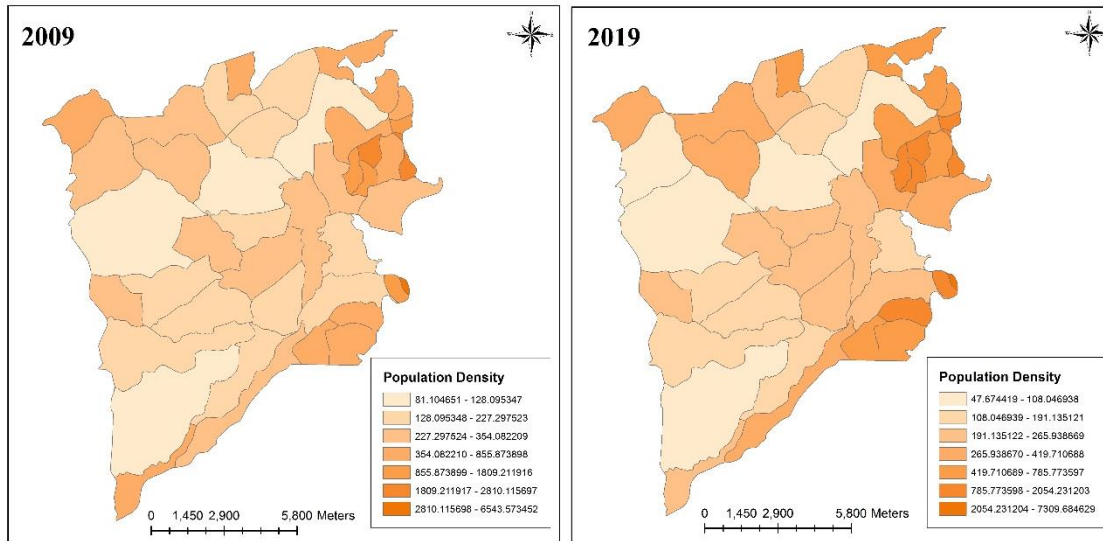 2009
Population Density
81.104651 - 128.095347
128.095348 - 227.297523
227.297524 - 354.082209
354.082210 - 855.873898
855.873899 - 1809.211916
1809.211917 - 2810.115697
2810.115698 - 6543.573452
0 1,450 2,900 5,800 Meters
2019
Population Density
47.674419 - 108.046938
108.046939 - 191.135121
191.135122 - 265.938669
265.938670 - 419.710688
419.710689 - 785.773597
785.773598 - 2054.231203
2054.231204 - 7309.684629
0 1,450 2,900 5,800 Meters